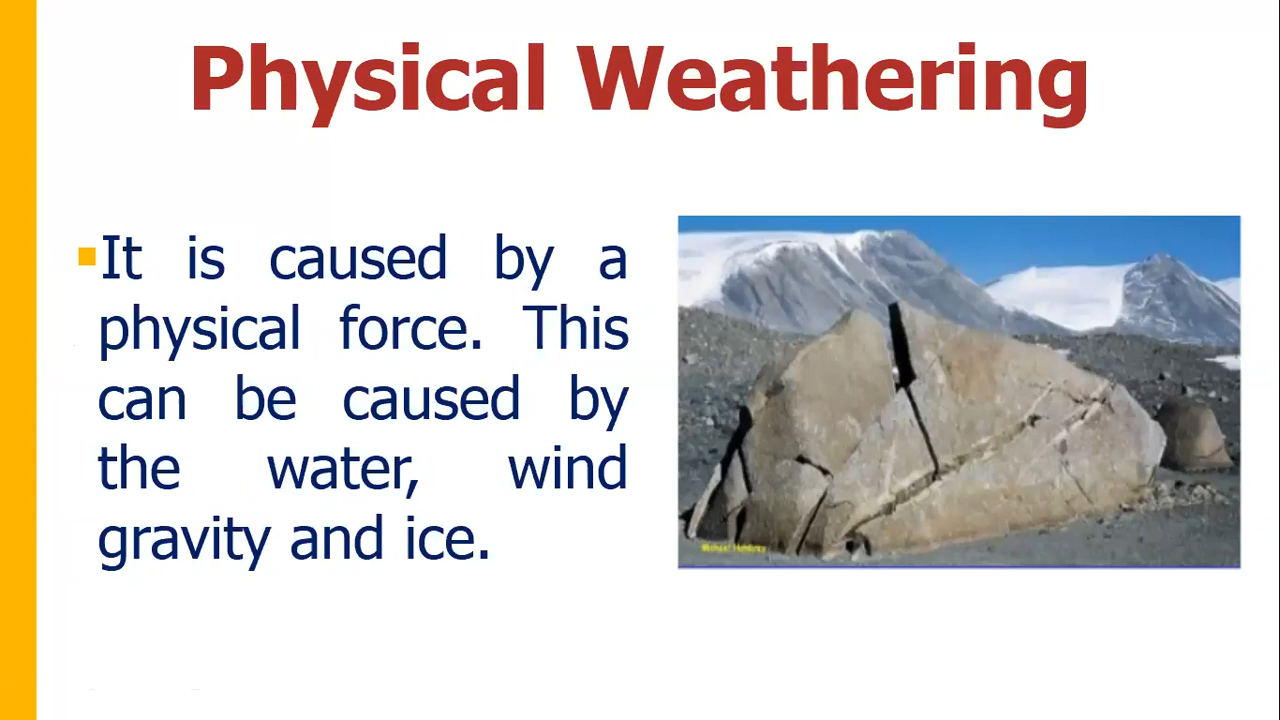 Physical Weathering
▪It is caused by a
physical force. This
can be caused by
the water, wind
gravity and ice.